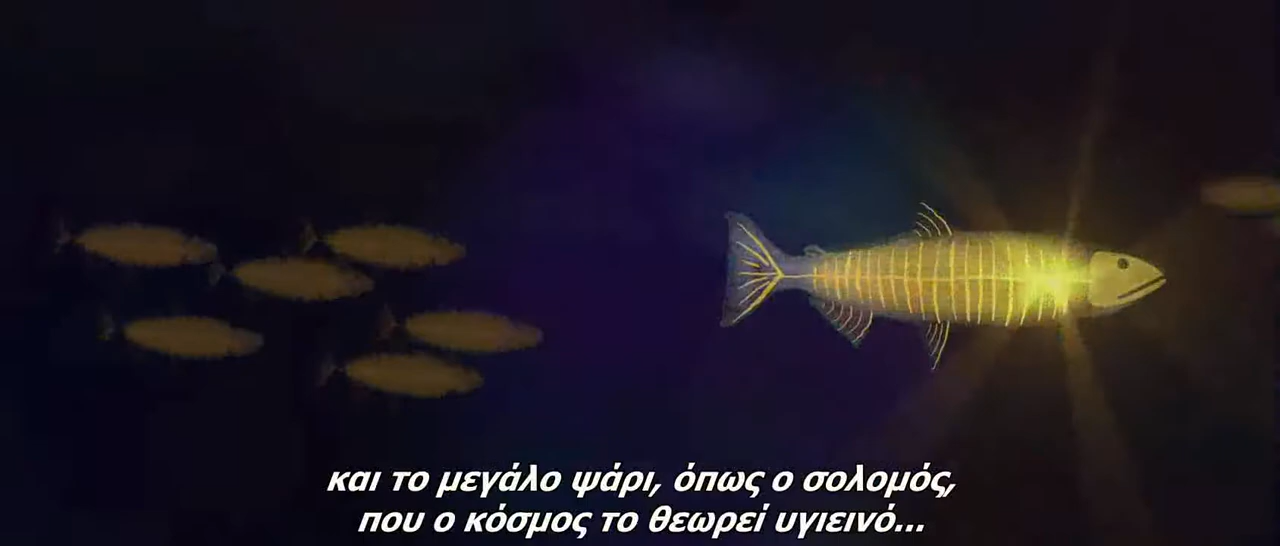 και το μεγάλο ψάρι, όπως ο σολομός,
που ο κόσμος το θεωρεί υγιεινό...